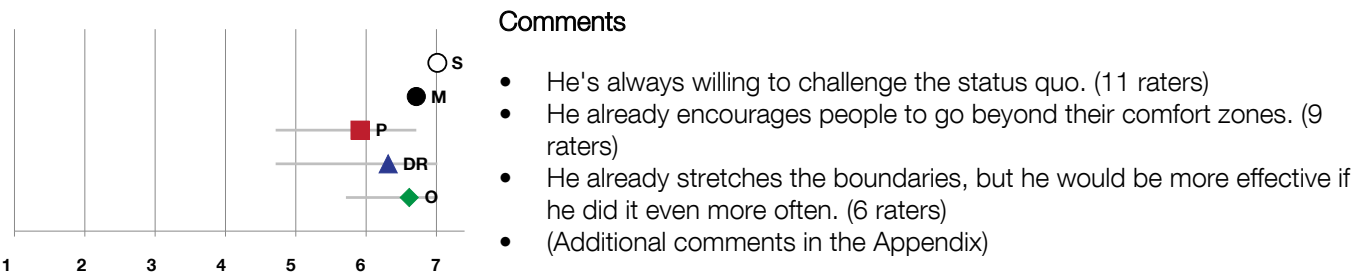 Comments
S
M
P
DR
O
1 2 3 4 5 6 7
• He's always willing to challenge the status quo. (11 raters)
• He already encourages people to go beyond their comfort zones. (9
raters)
• He already stretches the boundaries, but he would be more effective if
he did it even more often. (6 raters)
• (Additional comments in the Appendix)